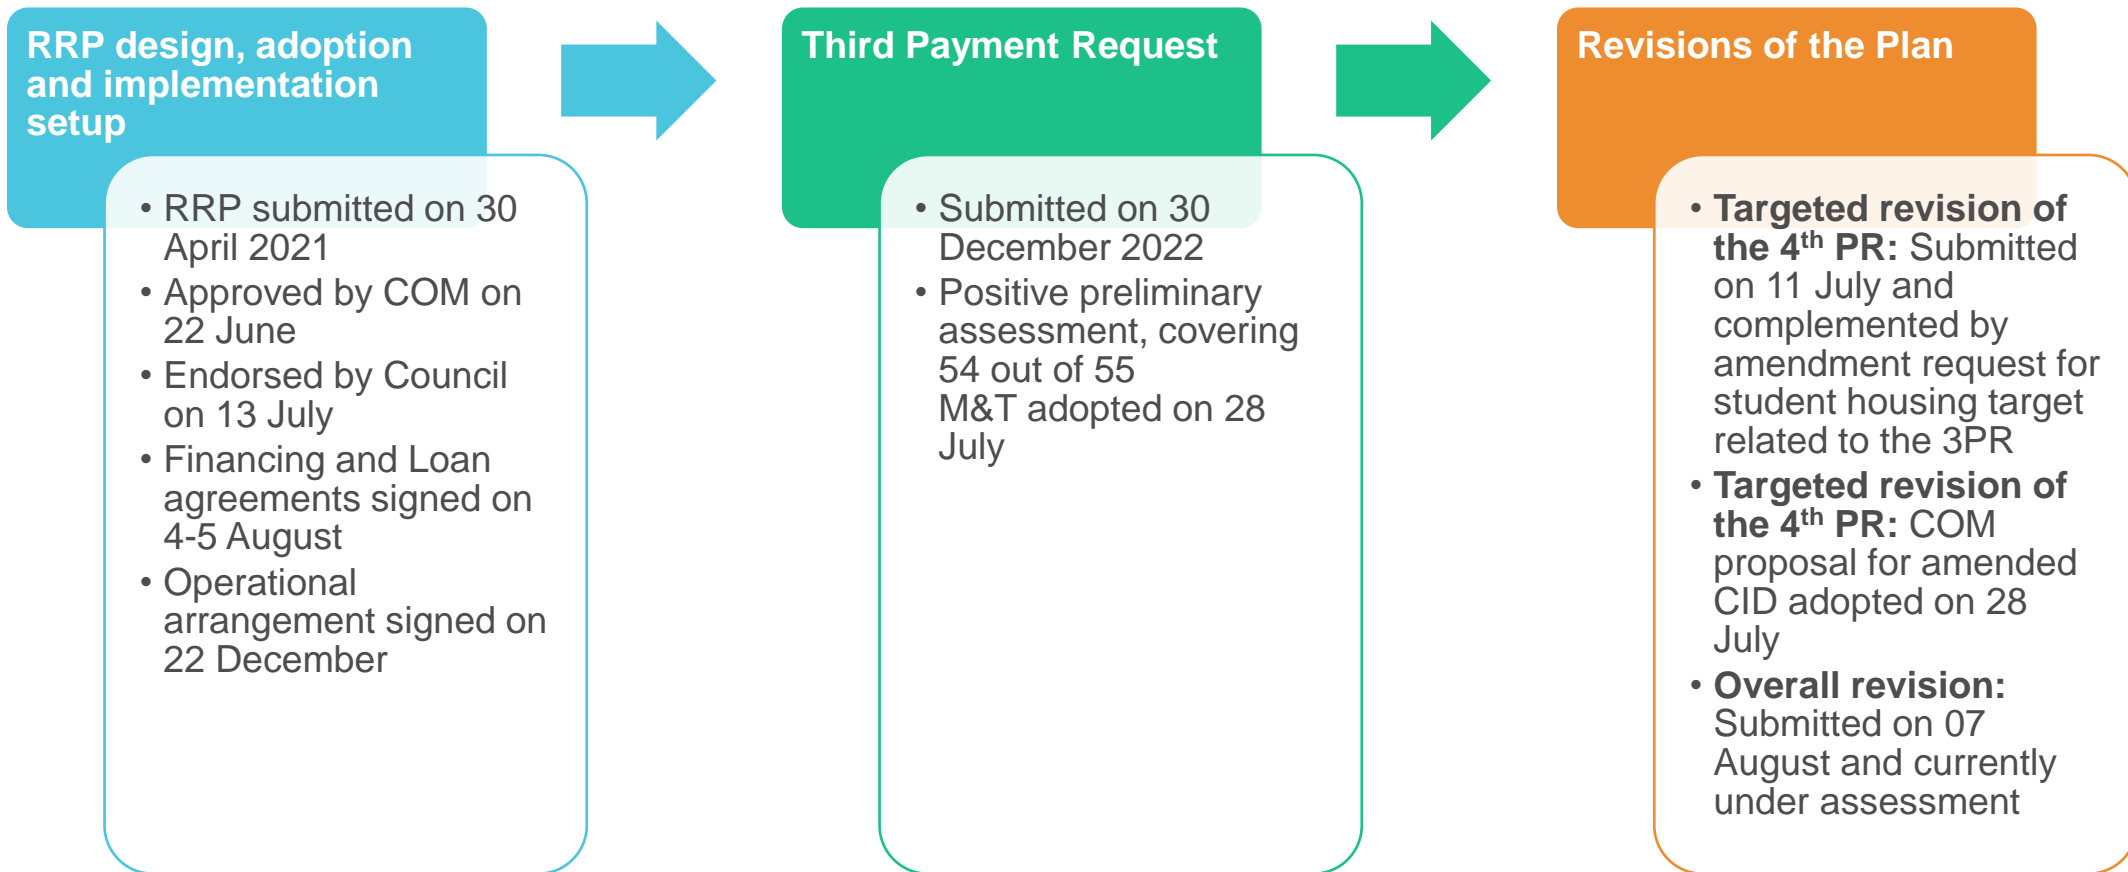 RRP design, adoption
and implementation
setup
• RRP submitted on 30
April 2021
• Approved by COM on
22 June
• Endorsed by Council
on 13 July
• Financing and Loan
agreements signed on
4-5 August
• Operational
arrangement signed on
22 December
Third Payment Request
• Submitted on 30
December 2022
• Positive preliminary
assessment, covering
54 out of 55
M&T adopted on 28
July
Revisions of the Plan
• Targeted revision of
the 4th PR: Submitted
on 11 July and
complemented by
amendment request for
student housing target
related to the 3PR
• Targeted revision of
the 4th PR: COM
proposal for amended
CID adopted on 28
July
• Overall revision:
Submitted on 07
August and currently
under assessment